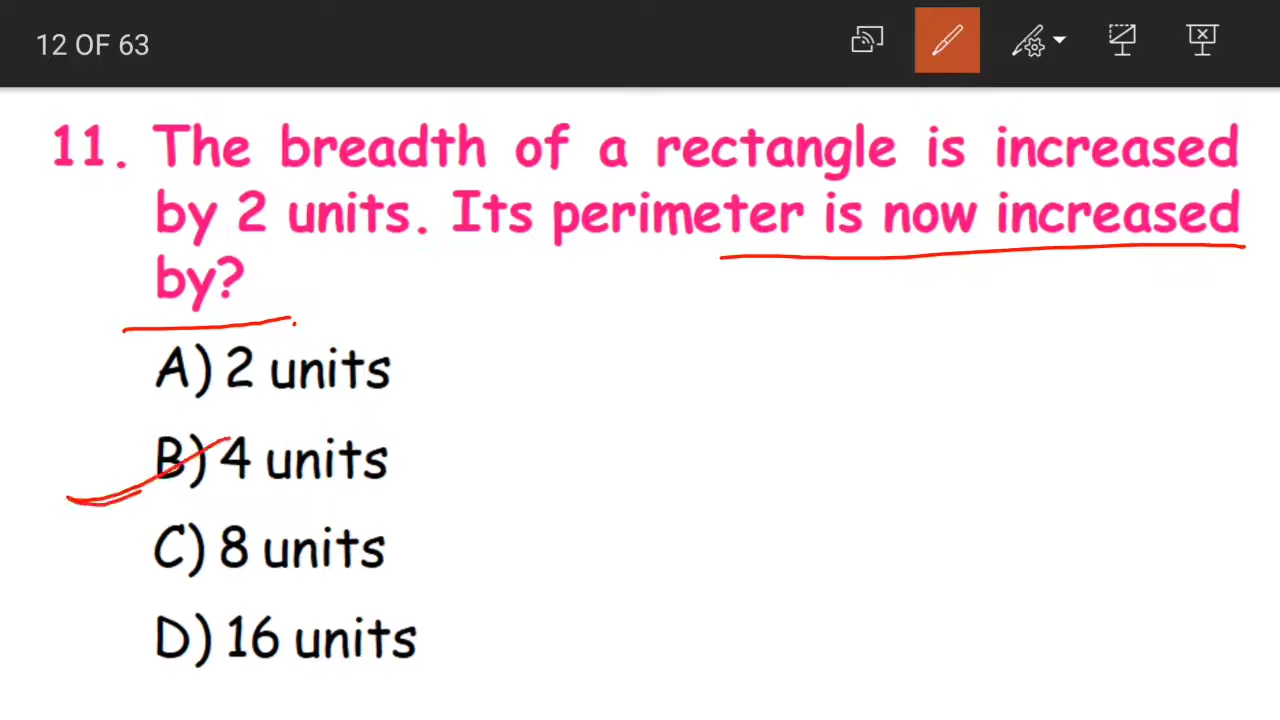 12 OF 63
11. The breadth of a rectangle is increased
by 2 units. Its perimeter is now increased
by?
A) 2 units
B) 4 units
C) 8 units
D) 16 units